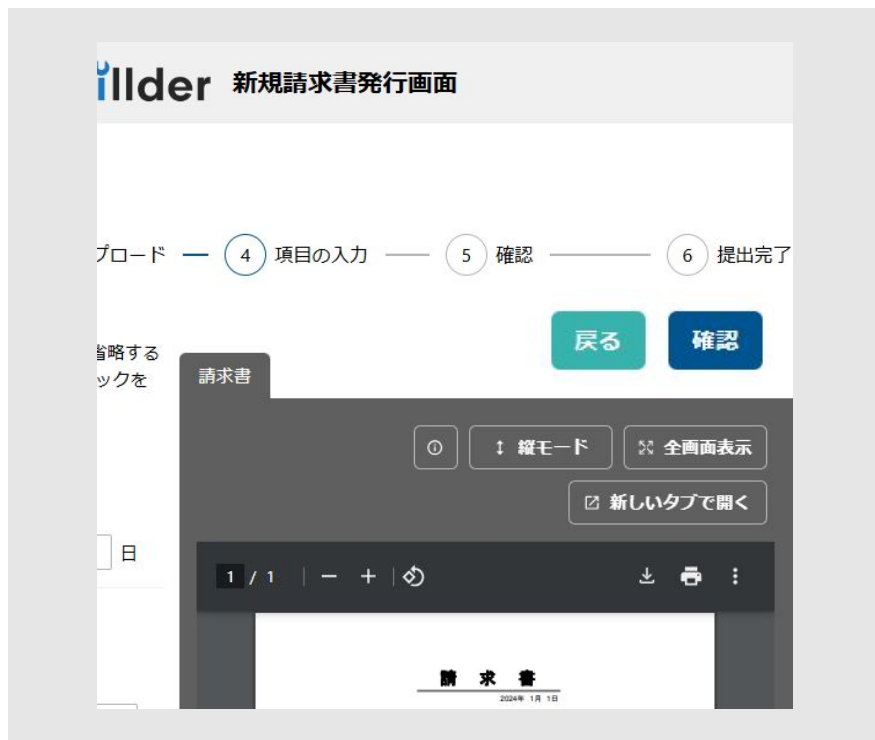 illder 新規請求書発行画面
プロード 4 項目の入力 5 確認 6 提出完了
戻る 確認
省略する
ックを
請求書
縦モード 全画面表示
新しいタブで開く
日
1 / 1
請 求 書
2024年 1月 1日